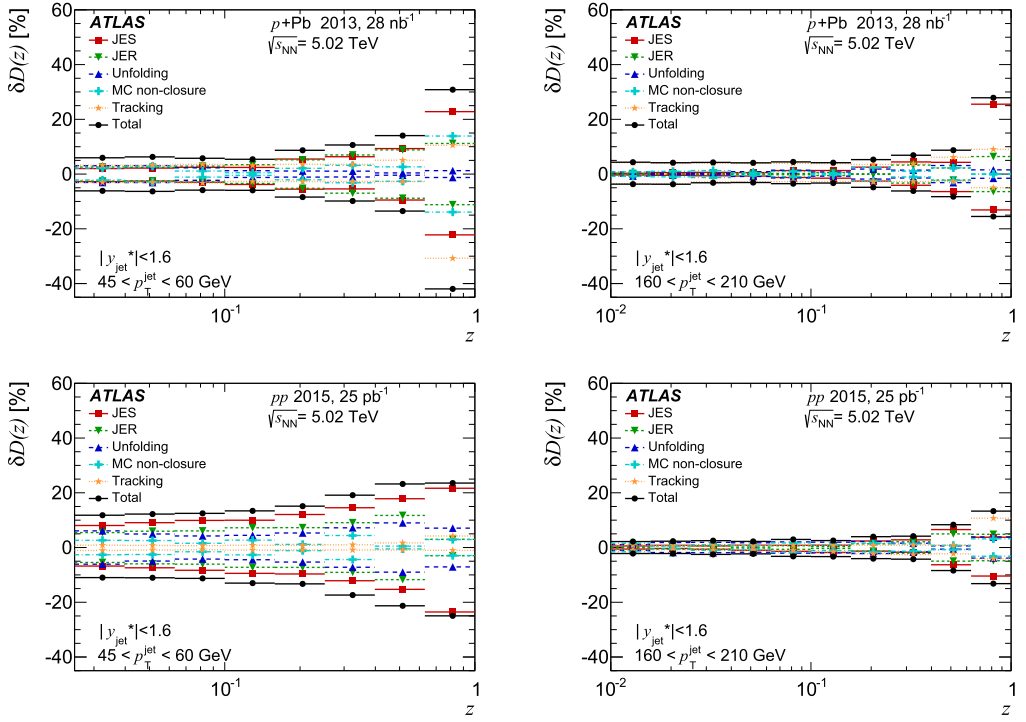 δD(z) [%]
60
40
20
0
−20
−40
ATLAS
p+Pb 2013, 28 nb⁻¹
√sNN = 5.02 TeV
JES
JER
Unfolding
MC non-closure
Tracking
Total
|yjet*|<1.6
45 < pTjet < 60 GeV
10⁻¹
1
z
δD(z) [%]
60
40
20
0
−20
−40
ATLAS
p+Pb 2013, 28 nb⁻¹
√sNN = 5.02 TeV
JES
JER
Unfolding
MC non-closure
Tracking
Total
|yjet*|<1.6
160 < pTjet < 210 GeV
10⁻²
10⁻¹
1
z
δD(z) [%]
60
40
20
0
−20
−40
ATLAS
pp 2015, 25 pb⁻¹
√sNN = 5.02 TeV
JES
JER
Unfolding
MC non-closure
Tracking
Total
|yjet*|<1.6
45 < pTjet < 60 GeV
10⁻¹
1
z
δD(z) [%]
60
40
20
0
−20
−40
ATLAS
pp 2015, 25 pb⁻¹
√sNN = 5.02 TeV
JES
JER
Unfolding
MC non-closure
Tracking
Total
|yjet*|<1.6
160 < pTjet < 210 GeV
10⁻²
10⁻¹
1
z